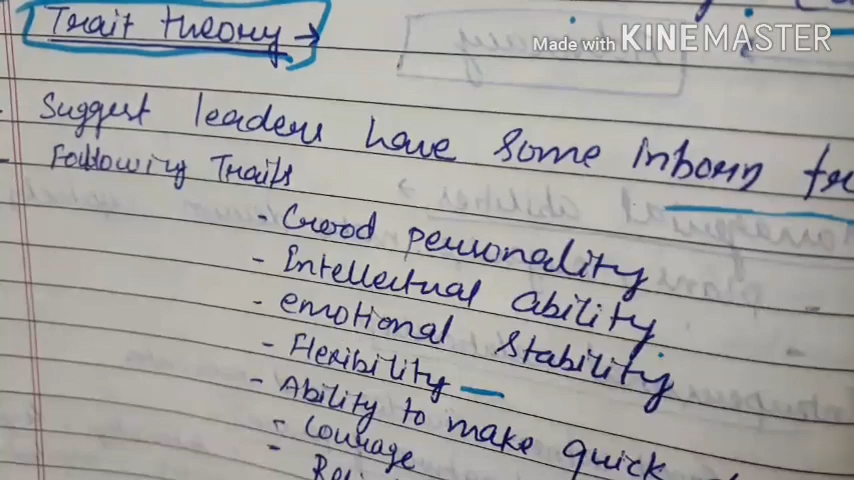 Trait theory →
Made with KINEMASTER
Suggest leaders have some inborn
Following Traits
- Good personality
- Intellectual ability
- emotional stability
- Flexibility
- Ability to make quick
- Courage